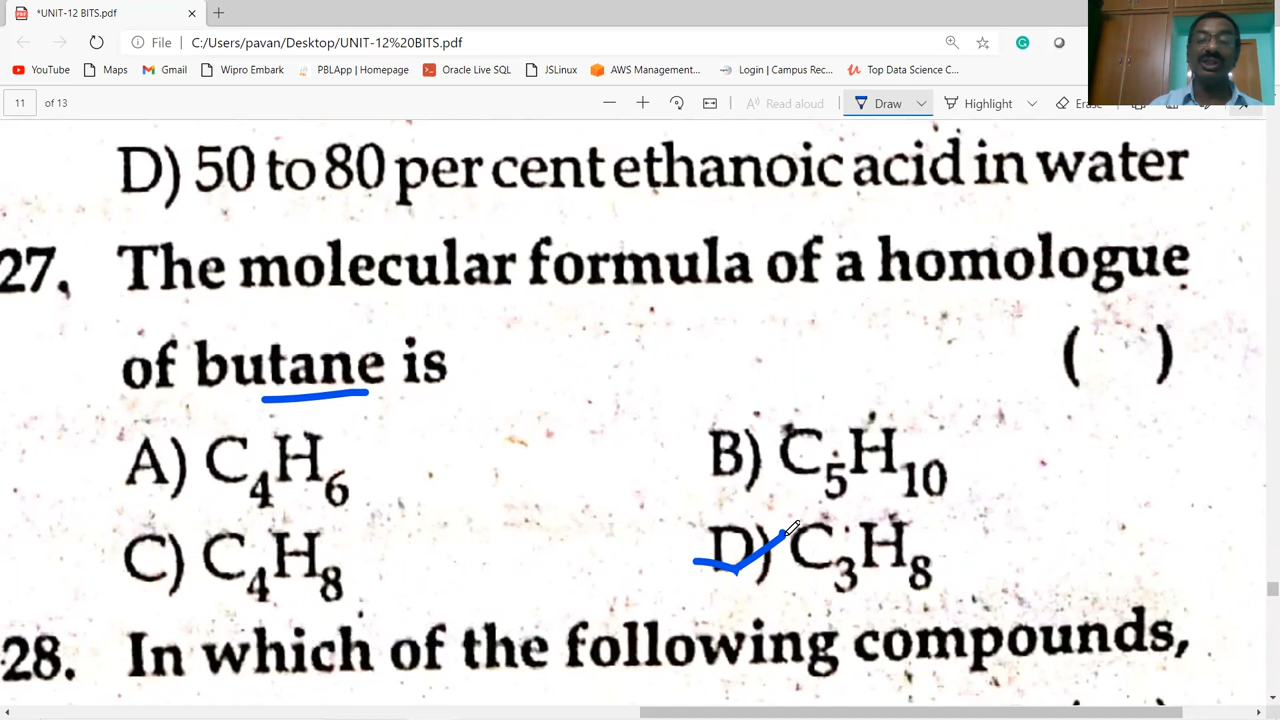 *UNIT-12 BITS.pdf
File C:/Users/pavan/Desktop/UNIT-12%20BITS.pdf
YouTube Maps Gmail Wipro Embark PBLApp | Homepage Oracle Live SQL JSLinux AWS Management... Login | Campus Rec... Top Data Science C...
11 of 13 Read aloud Draw Highlight Erase
D) 50 to 80 per cent ethanoic acid in water
27. The molecular formula of a homologue
of butane is ( )
A) C₄H₆ B) C₅H₁₀
C) C₄H₈ D) C₃H₈
28. In which of the following compounds,